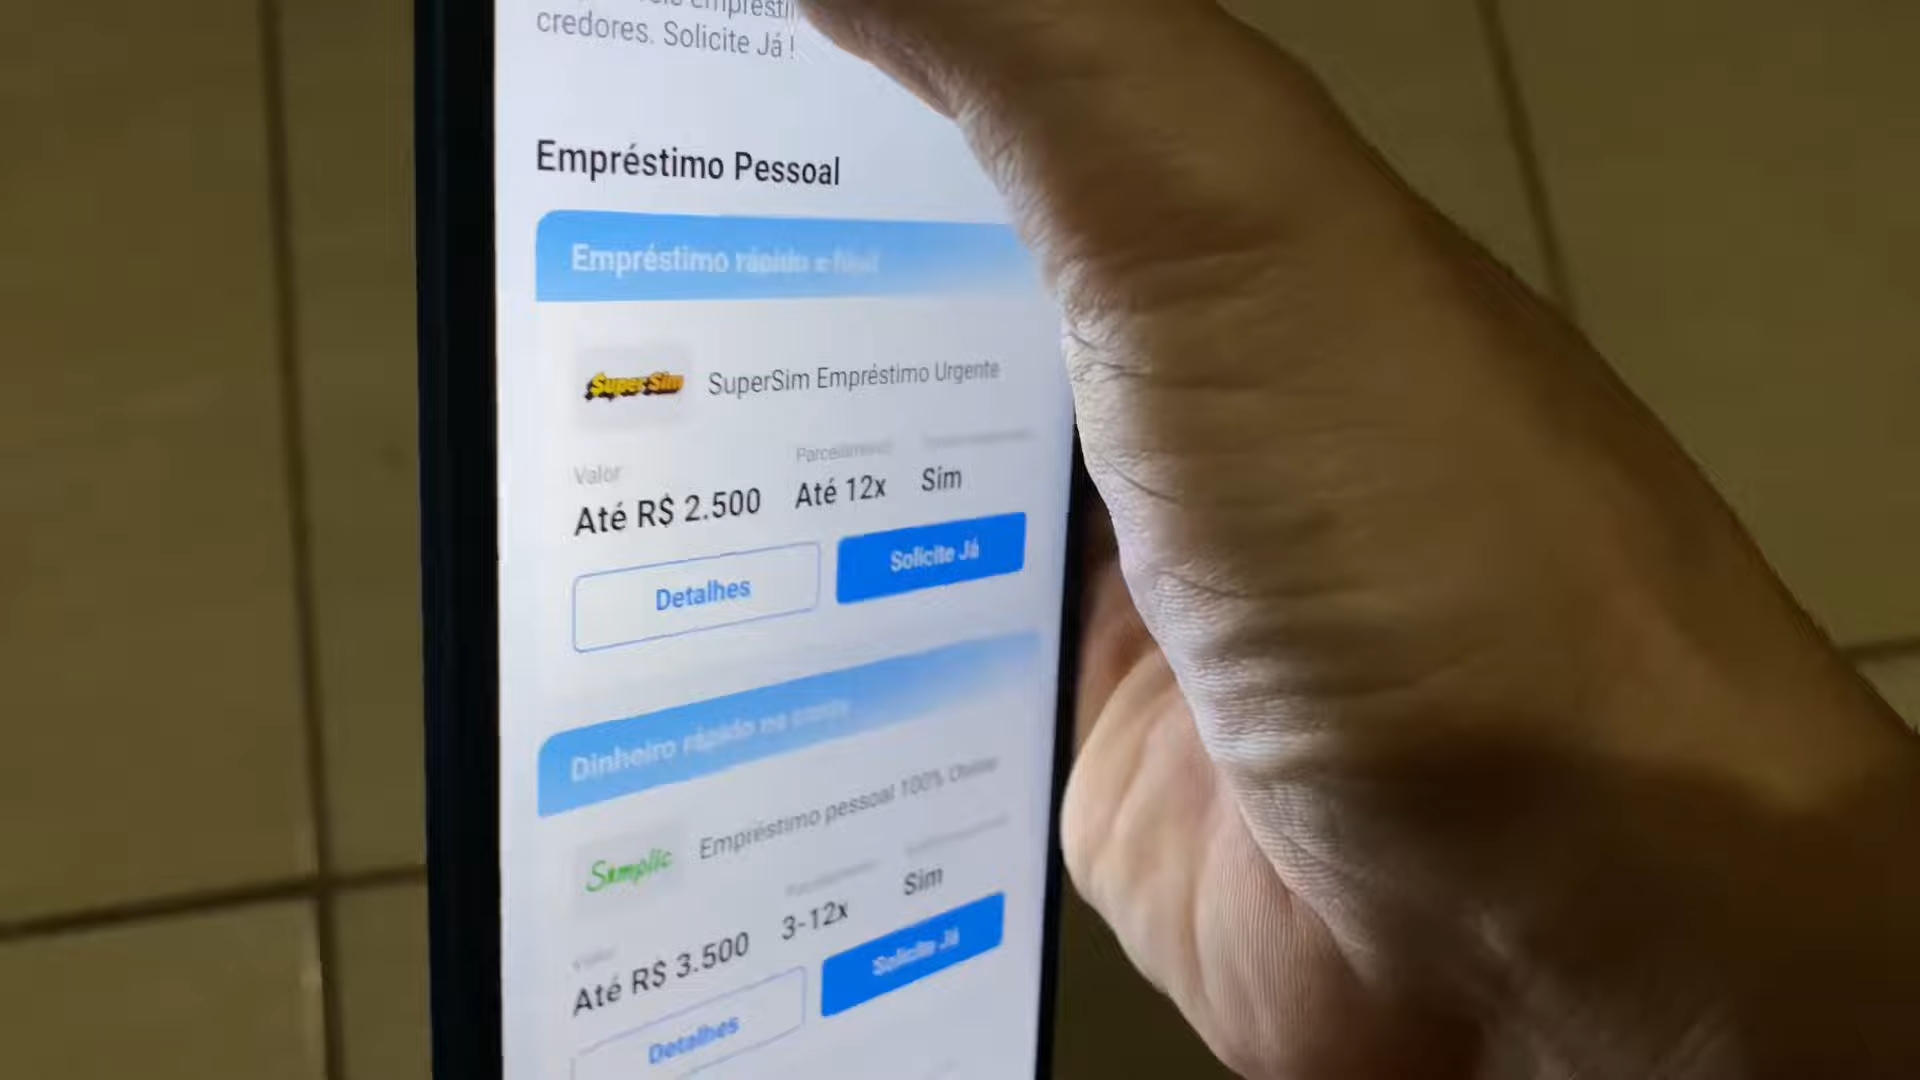 credores. Solicite Já !
Empréstimo Pessoal
Empréstimo rápido e fácil
SuperSim
SuperSim Empréstimo Urgente
Valor
Parcelamento
Até R$ 2.500
Até 12x
Sim
Detalhes
Solicite Já
Dinheiro rápido na
Simplic
Empréstimo pessoal 100% Online
Valor
Até R$ 3.500
3-12x
Sim
Detalhes
Solicite Já